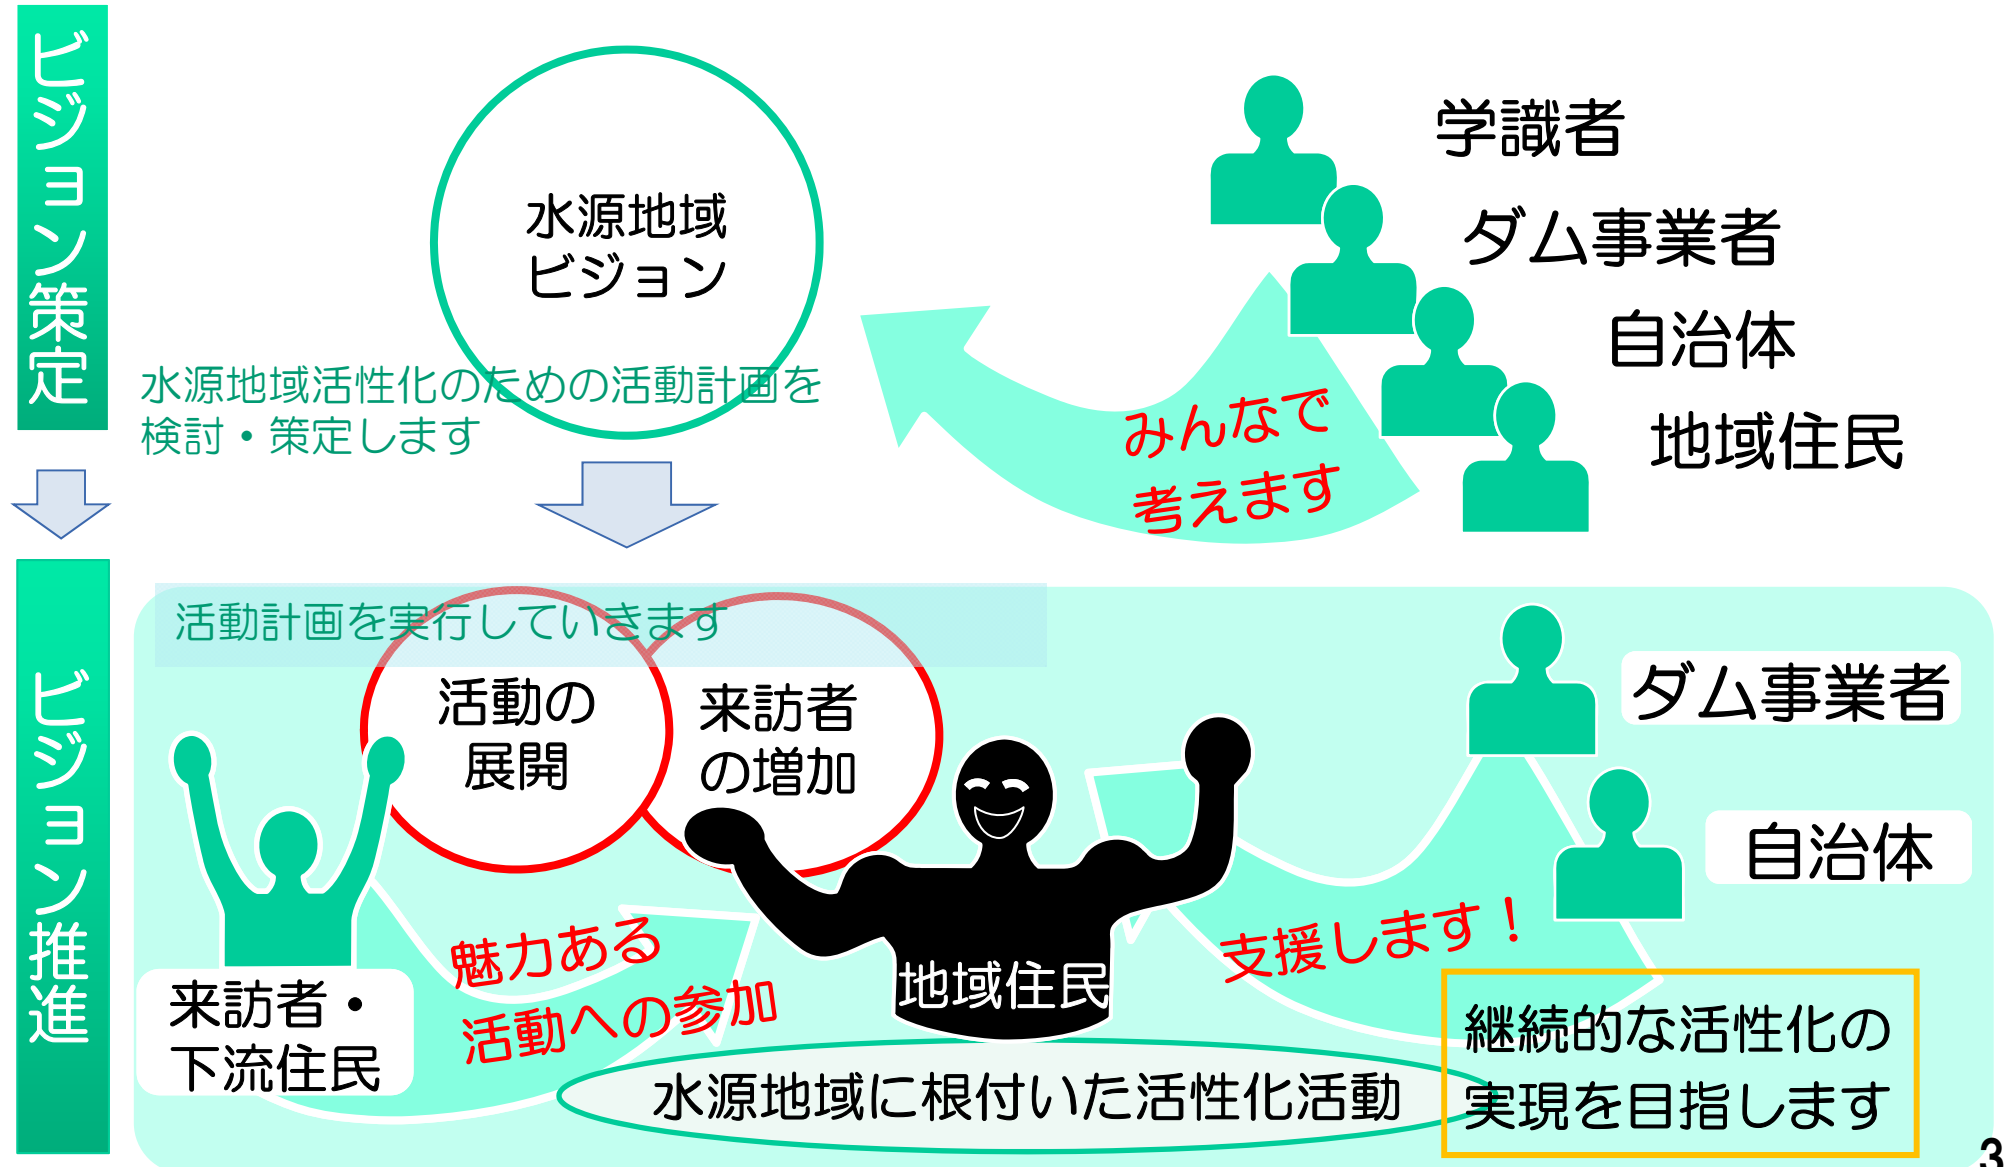 ビジョン策定
水源地域
ビジョン
水源地域活性化のための活動計画を
検討・策定します
学識者
ダム事業者
自治体
地域住民
みんなで
考えます
ビジョン推進
活動計画を実行していきます
活動の
展開
来訪者
の増加
ダム事業者
自治体
来訪者・
下流住民
魅力ある
活動への参加
地域住民
支援します！
水源地域に根付いた活性化活動
継続的な活性化の
実現を目指します
3